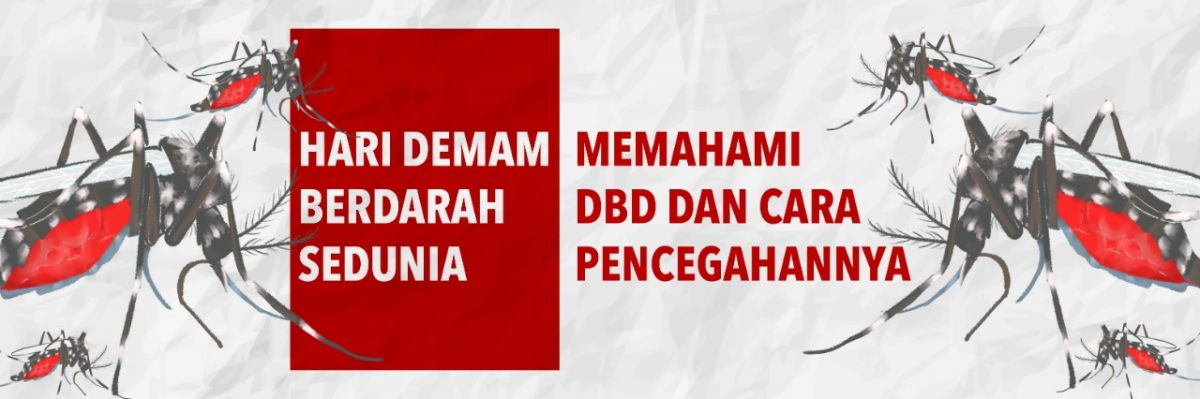 HARI DEMAM
BERDARAH
SEDUNIA
MEMAHAMI
DBD DAN CARA
PENCEGAHANNYA